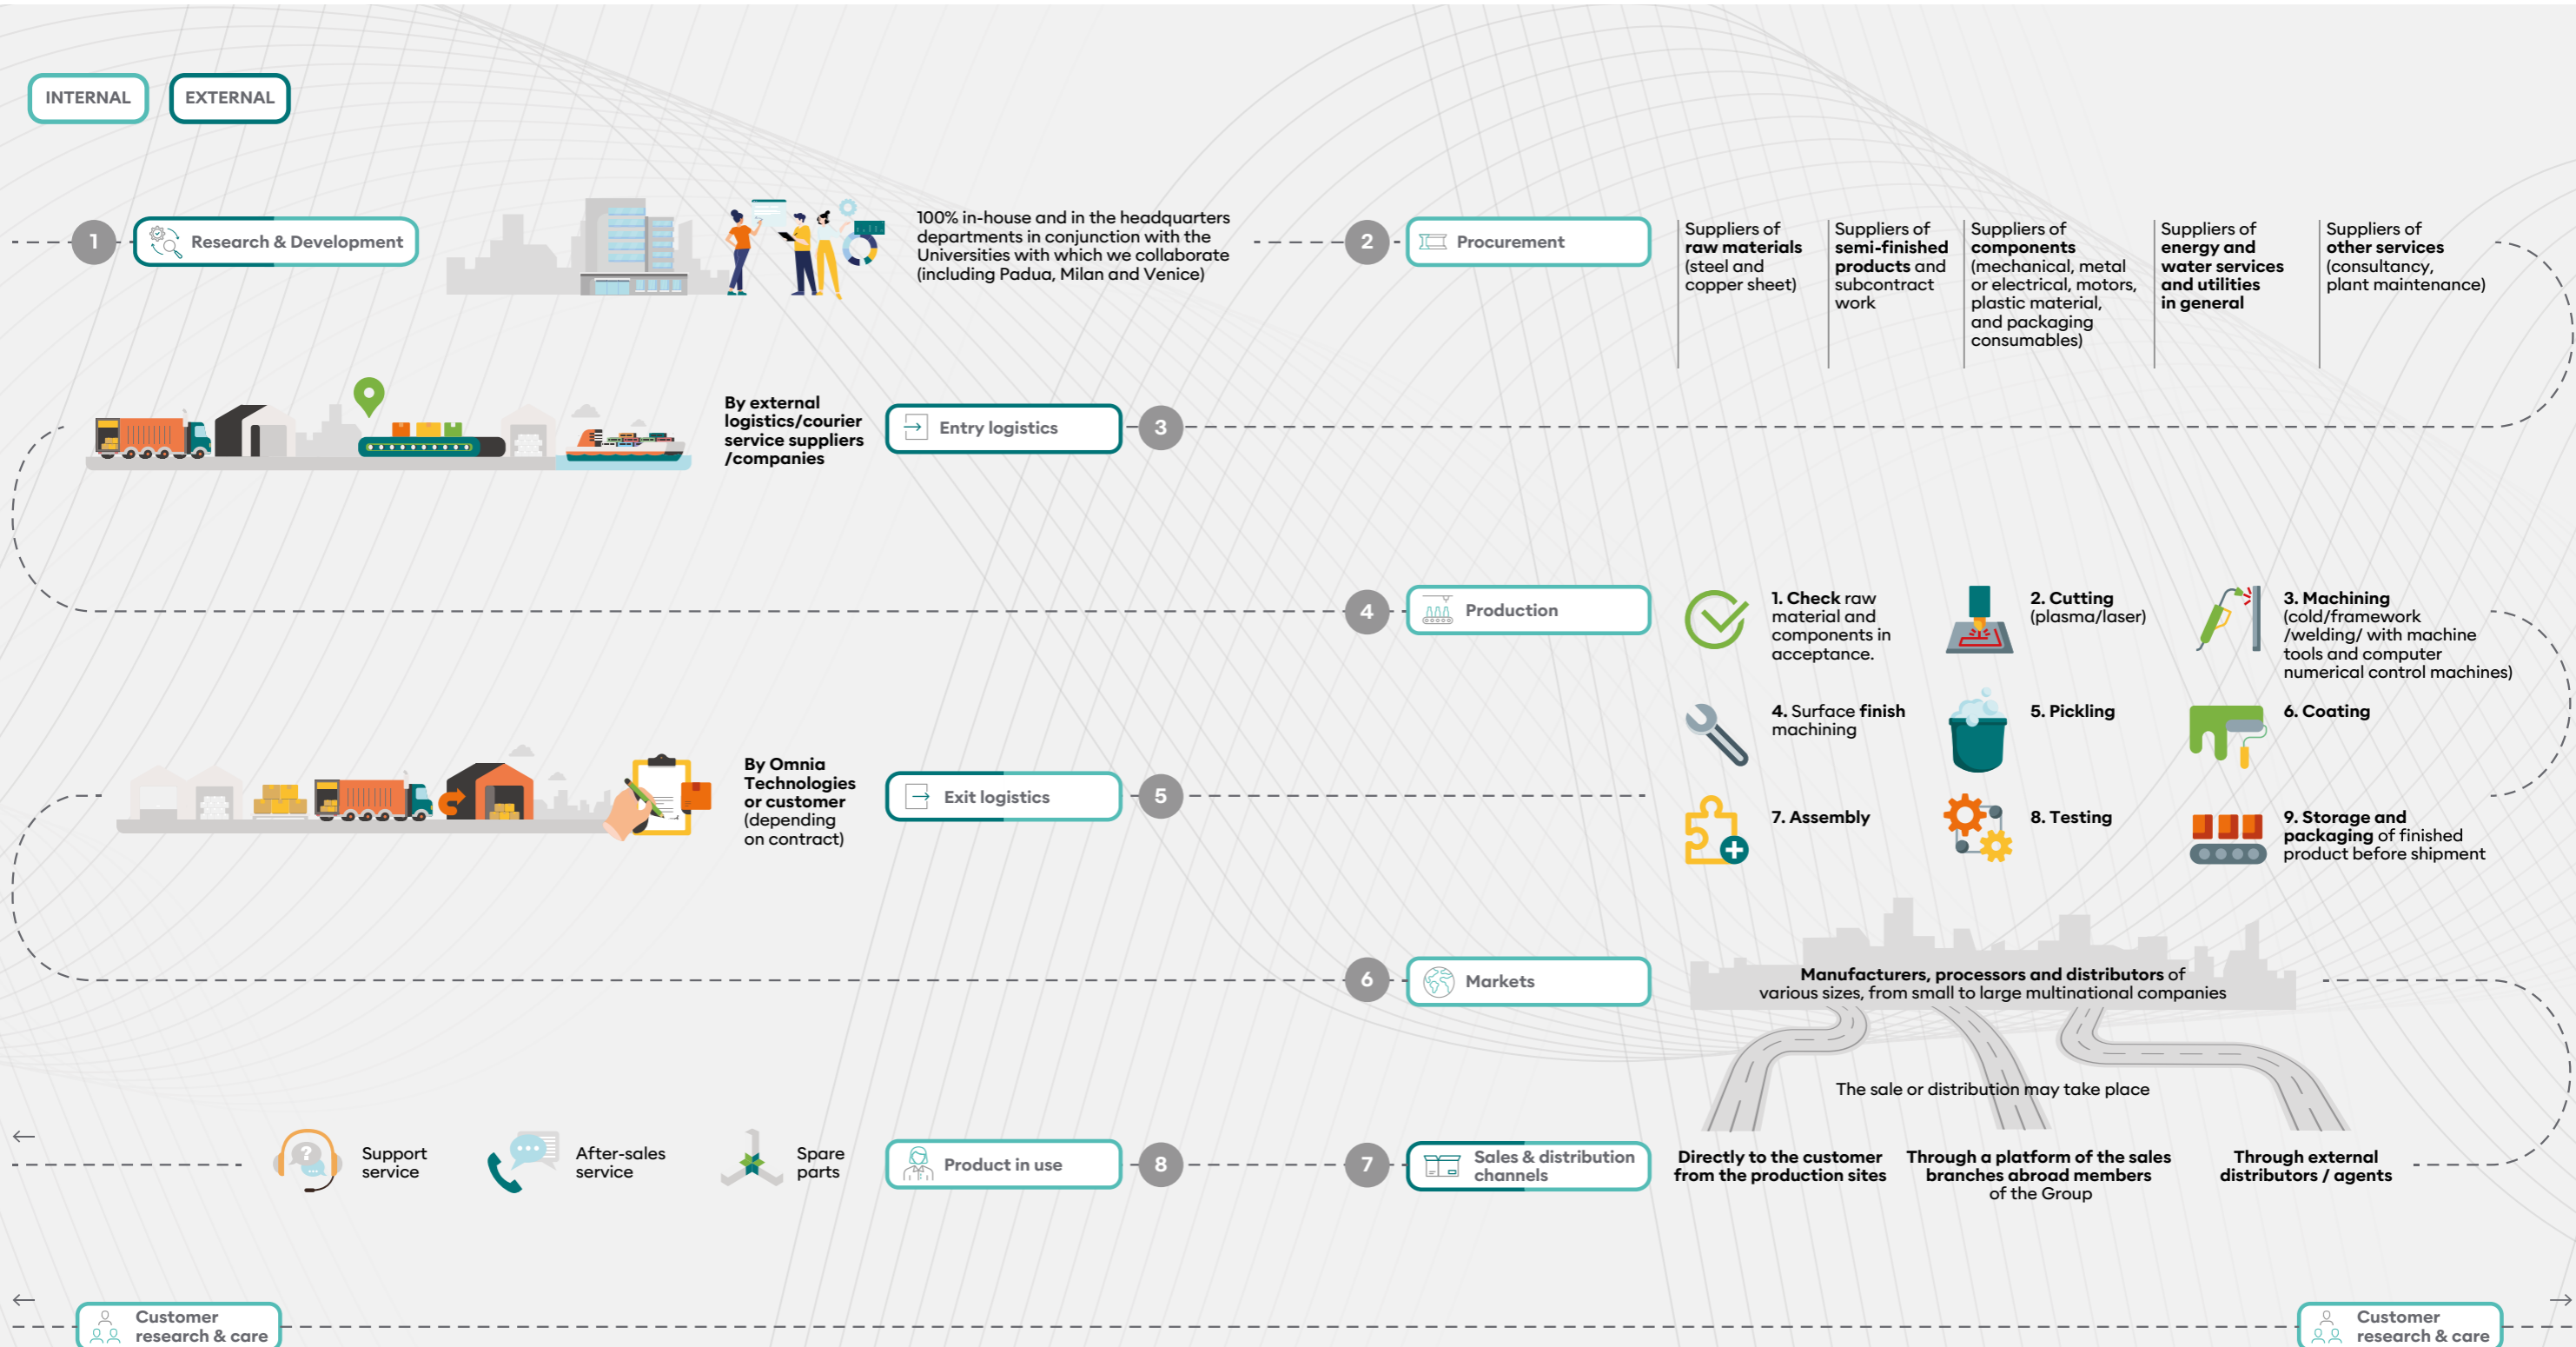 INTERNAL
EXTERNAL
1
Research & Development
100% in-house and in the headquarters
departments in conjunction with the
Universities with which we collaborate
(including Padua, Milan and Venice)
2
Procurement
Suppliers of
raw materials
(steel and
copper sheet)
Suppliers of
semi-finished
products and
subcontract
work
Suppliers of
components
(mechanical, metal
or electrical, motors,
plastic material,
and packaging
consumables)
Suppliers of
energy and
water services
and utilities
in general
Suppliers of
other services
(consultancy,
plant maintenance)
By external
logistics/courier
service suppliers
/companies
Entry logistics
3
4
Production
1. Check raw
material and
components in
acceptance.
2. Cutting
(plasma/laser)
3. Machining
(cold/framework
/welding/ with machine
tools and computer
numerical control machines)
4. Surface finish
machining
5. Pickling
6. Coating
7. Assembly
8. Testing
9. Storage and
packaging of finished
product before shipment
By Omnia
Technologies
or customer
(depending
on contract)
Exit logistics
5
6
Markets
Manufacturers, processors and distributors of
various sizes, from small to large multinational companies
The sale or distribution may take place
Directly to the customer
from the production sites
Through a platform of the sales
branches abroad members
of the Group
Through external
distributors / agents
7
Sales & distribution
channels
8
Product in use
Spare
parts
After-sales
service
?
Support
service
Customer
research & care
Customer
research & care